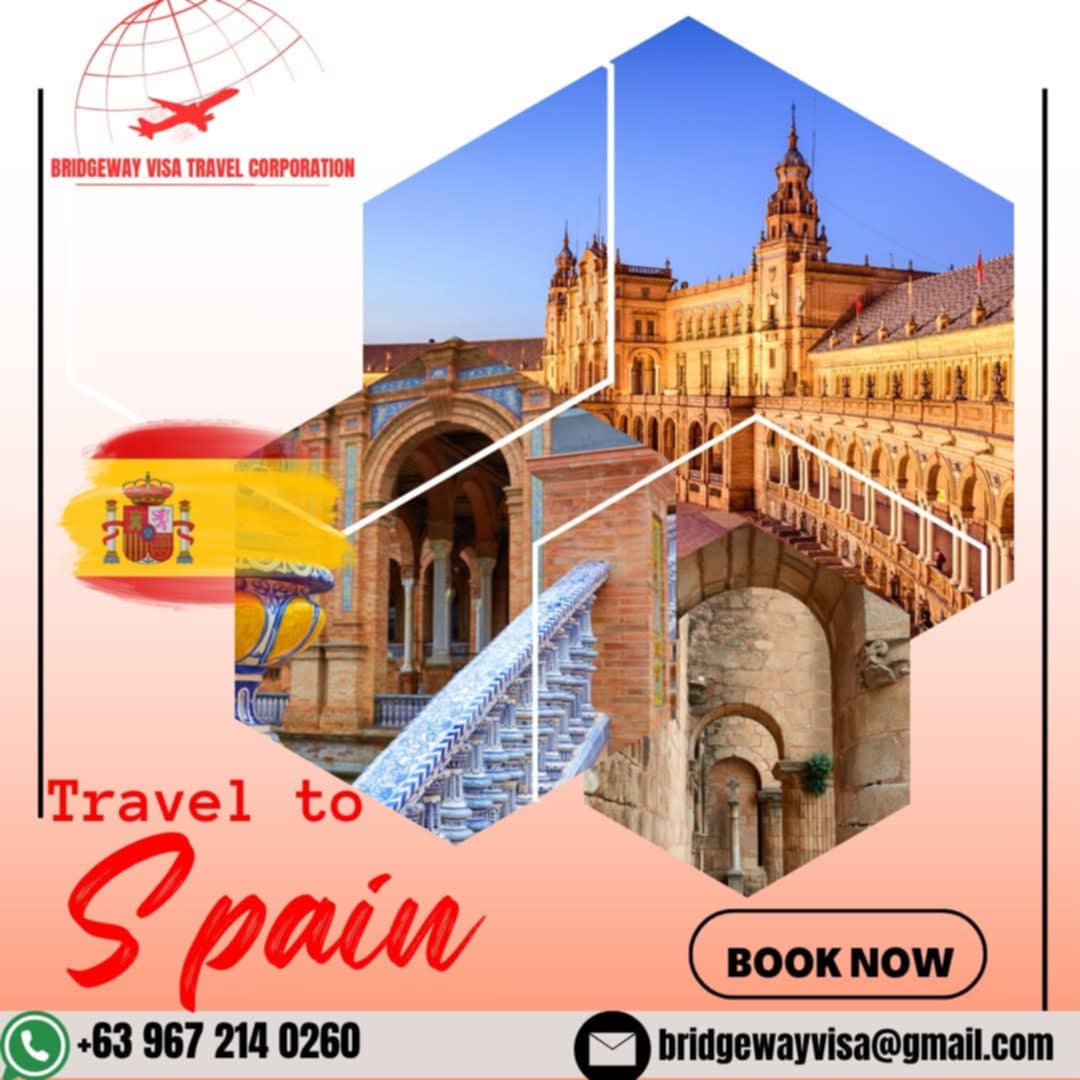 BRIDGEWAY VISA TRAVEL CORPORATION
Travel to
Spain
BOOK NOW
+63 967 214 0260
bridgewayvisa@gmail.com